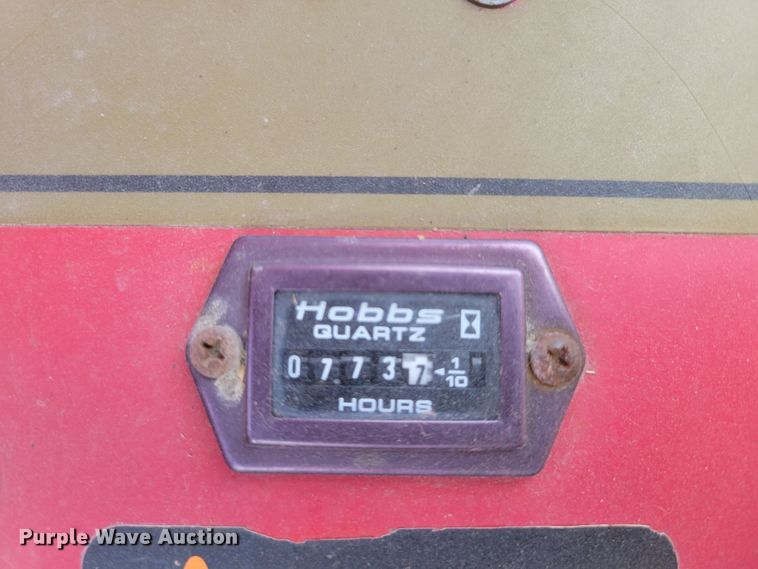 Hobbs
QUARTZ
0 7 7 3 7 1/10
HOURS
Purple Wave Auction